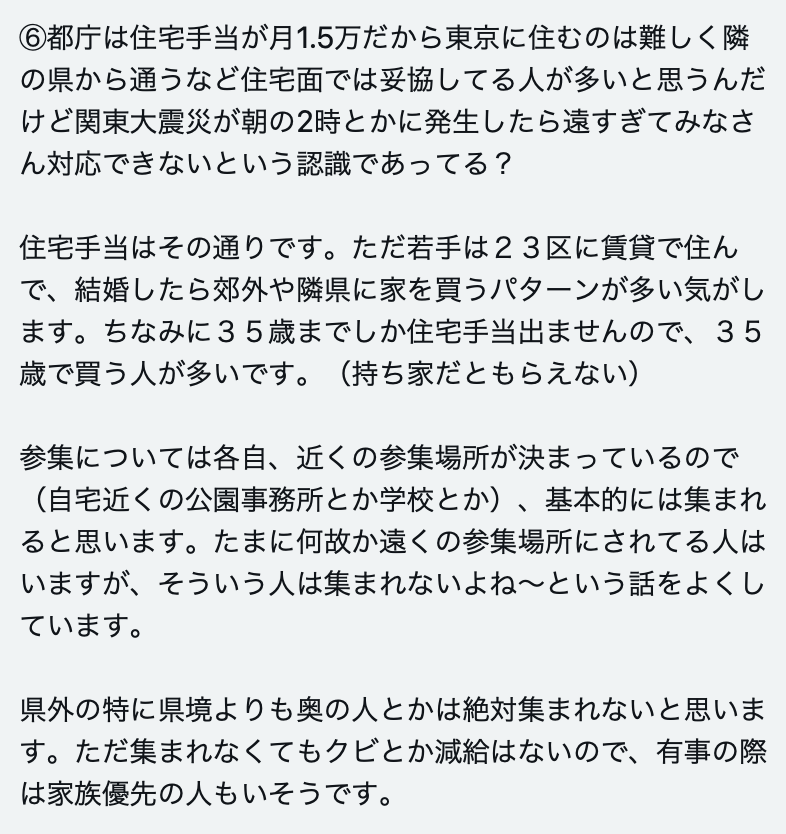 ⑥都庁は住宅手当が月1.5万だから東京に住むのは難しく隣
の県から通うなど住宅面では妥協してる人が多いと思うんだ
けど関東大震災が朝の2時とかに発生したら遠すぎてみなさ
ん対応できないという認識であってる？
住宅手当はその通りです。ただ若手は２３区に賃貸で住ん
で、結婚したら郊外や隣県に家を買うパターンが多い気がし
ます。ちなみに３５歳までしか住宅手当出ませんので、３５
歳で買う人が多いです。（持ち家だともらえない）
参集については各自、近くの参集場所が決まっているので
（自宅近くの公園事務所とか学校とか）、基本的には集まれ
ると思います。たまに何故か遠くの参集場所にされてる人は
いますが、そういう人は集まれないよね〜という話をよくし
ています。
県外の特に県境よりも奥の人とかは絶対集まれないと思いま
す。ただ集まれなくてもクビとか減給はないので、有事の際
は家族優先の人もいそうです。